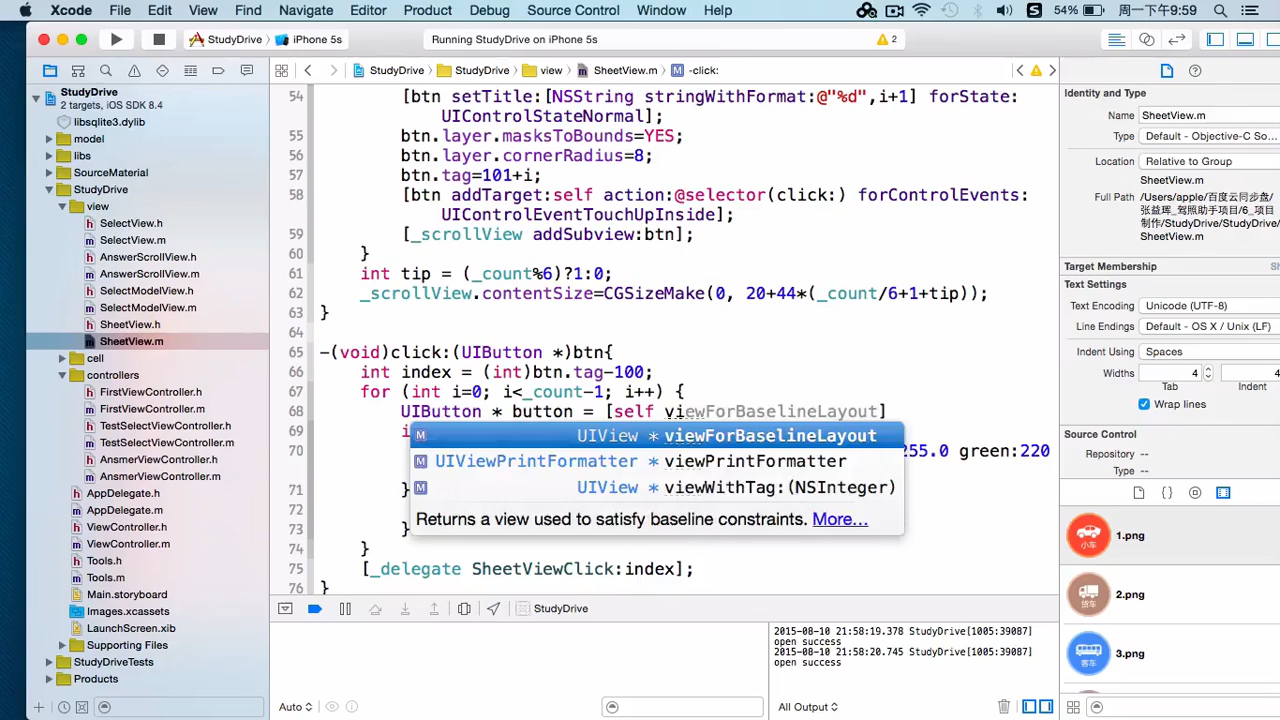 Xcode File Edit View Find Navigate Editor Product Debug Source Control Window Help 54% 周一下午9:59
StudyDrive iPhone 5s Running StudyDrive on iPhone 5s 2
StudyDrive StudyDrive view SheetView.m -click:
StudyDrive
2 targets, iOS SDK 8.4
libsqlite3.dylib
model
libs
SourceMaterial
StudyDrive
view
SelectView.h
SelectView.m
AnswerScrollView.h
AnswerScrollView.m
SelectModelView.h
SelectModelView.m
SheetView.h
SheetView.m
cell
controllers
FirstViewController.h
FirstViewController.m
TestSelectViewController.h
TestSelectViewController.m
AnsmerViewController.h
AnsmerViewController.m
AppDelegate.h
AppDelegate.m
ViewController.h
ViewController.m
Tools.h
Tools.m
Main.storyboard
Images.xcassets
LaunchScreen.xib
Supporting Files
StudyDriveTests
Products
54 [btn setTitle:[NSString stringWithFormat:@"%d",i+1] forState:
UIControlStateNormal];
55 btn.layer.masksToBounds=YES;
56 btn.layer.cornerRadius=8;
57 btn.tag=101+i;
58 [btn addTarget:self action:@selector(click:) forControlEvents:
UIControlEventTouchUpInside];
59 [_scrollView addSubview:btn];
60 }
61 int tip = (_count%6)?1:0;
62 _scrollView.contentSize=CGSizeMake(0, 20+44*(_count/6+1+tip));
63 }
64
65 -(void)click:(UIButton *)btn{
66 int index = (int)btn.tag-100;
67 for (int i=0; i<_count-1; i++) {
68 UIButton * button = [self viewForBaselineLayout]
69 i
UIView * viewForBaselineLayout
70 255.0 green:220
UIViewPrintFormatter * viewPrintFormatter
UIView * viewWithTag:(NSInteger)
71 }
Returns a view used to satisfy baseline constraints. More...
73 }
74 }
75 [_delegate SheetViewClick:index];
76 }
StudyDrive
2015-08-10 21:58:19.378 StudyDrive[1005:39087]
open success
2015-08-10 21:58:20.745 StudyDrive[1005:39087]
open success
Auto All Output
Identity and Type
Name SheetView.m
Type Default - Objective-C So...
Location Relative to Group
SheetView.m
Full Path /Users/apple/百度云同步盘/
张益珲_驾照助手项目/6_项目
制作/StudyDrive/StudyDrive/
SheetView.m
Target Membership
Text Settings
Text Encoding Unicode (UTF-8)
Line Endings Default - OS X / Unix (LF)
Indent Using Spaces
Widths 4 4
Tab Indent
Wrap lines
Source Control
Repository --
Type --
小车 1.png
货车 2.png
客车 3.png